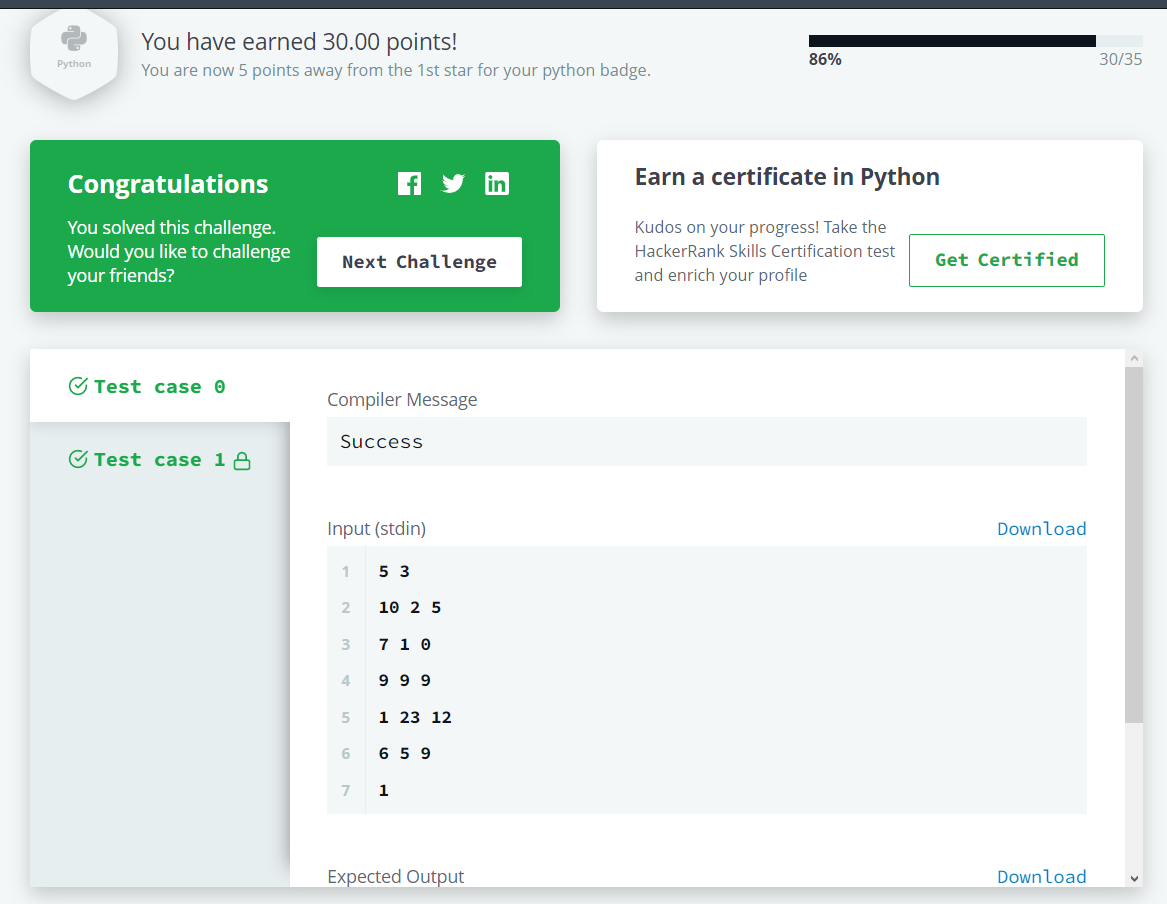 Python
You have earned 30.00 points!
You are now 5 points away from the 1st star for your python badge.
86%
30/35
Congratulations
You solved this challenge.
Would you like to challenge
your friends?
Next Challenge
Earn a certificate in Python
Kudos on your progress! Take the
HackerRank Skills Certification test
and enrich your profile
Get Certified
Test case 0
Test case 1
Compiler Message
Success
Input (stdin)
Download
1 5 3
2 10 2 5
3 7 1 0
4 9 9 9
5 1 23 12
6 6 5 9
7 1
Expected Output
Download